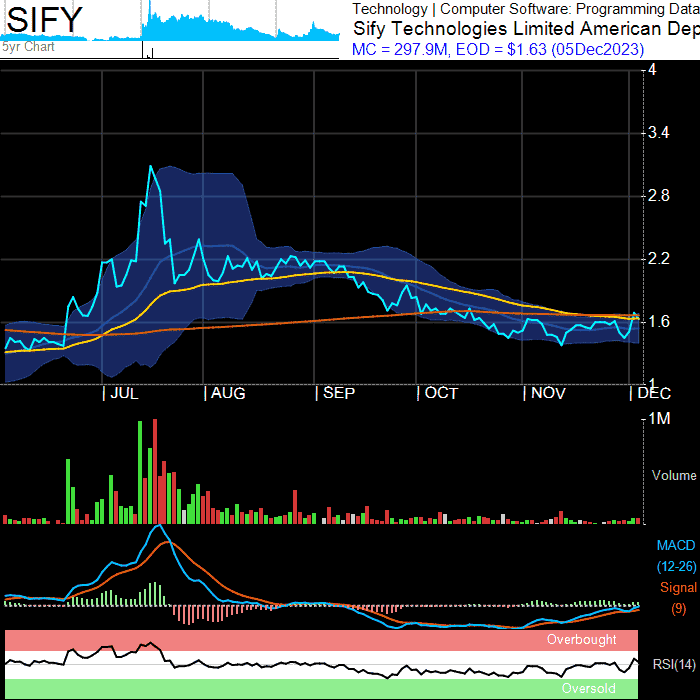 SIFY
5yr Chart
Technology | Computer Software: Programming Data
Sify Technologies Limited American Dep
MC = 297.9M, EOD = $1.63 (05Dec2023)
4
3.4
2.8
2.2
1.6
1
| JUL | AUG | SEP | OCT | NOV | DEC
1M
Volume
MACD
(12-26)
Signal
(9)
Overbought
RSI(14)
Oversold